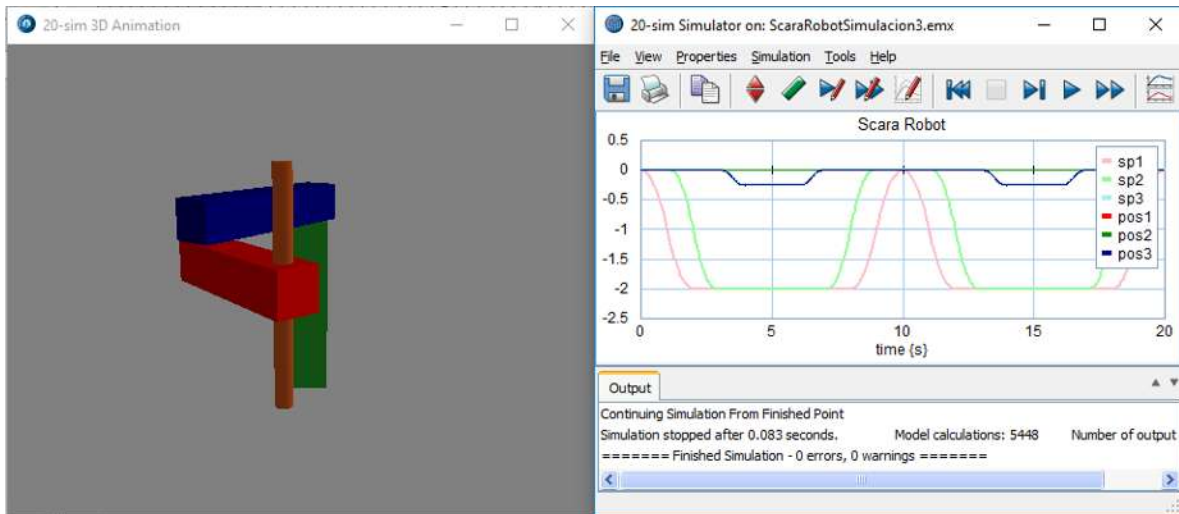 20-sim 3D Animation
20-sim Simulator on: ScaraRobotSimulacion3.emx
File View Properties Simulation Tools Help
Scara Robot
0.5
0
-0.5
-1
-1.5
-2
-2.5
0 5 10 15 20
time {s}
sp1
sp2
sp3
pos1
pos2
pos3
Output
Continuing Simulation From Finished Point
Simulation stopped after 0.083 seconds. Model calculations: 5448 Number of output
======= Finished Simulation - 0 errors, 0 warnings =======